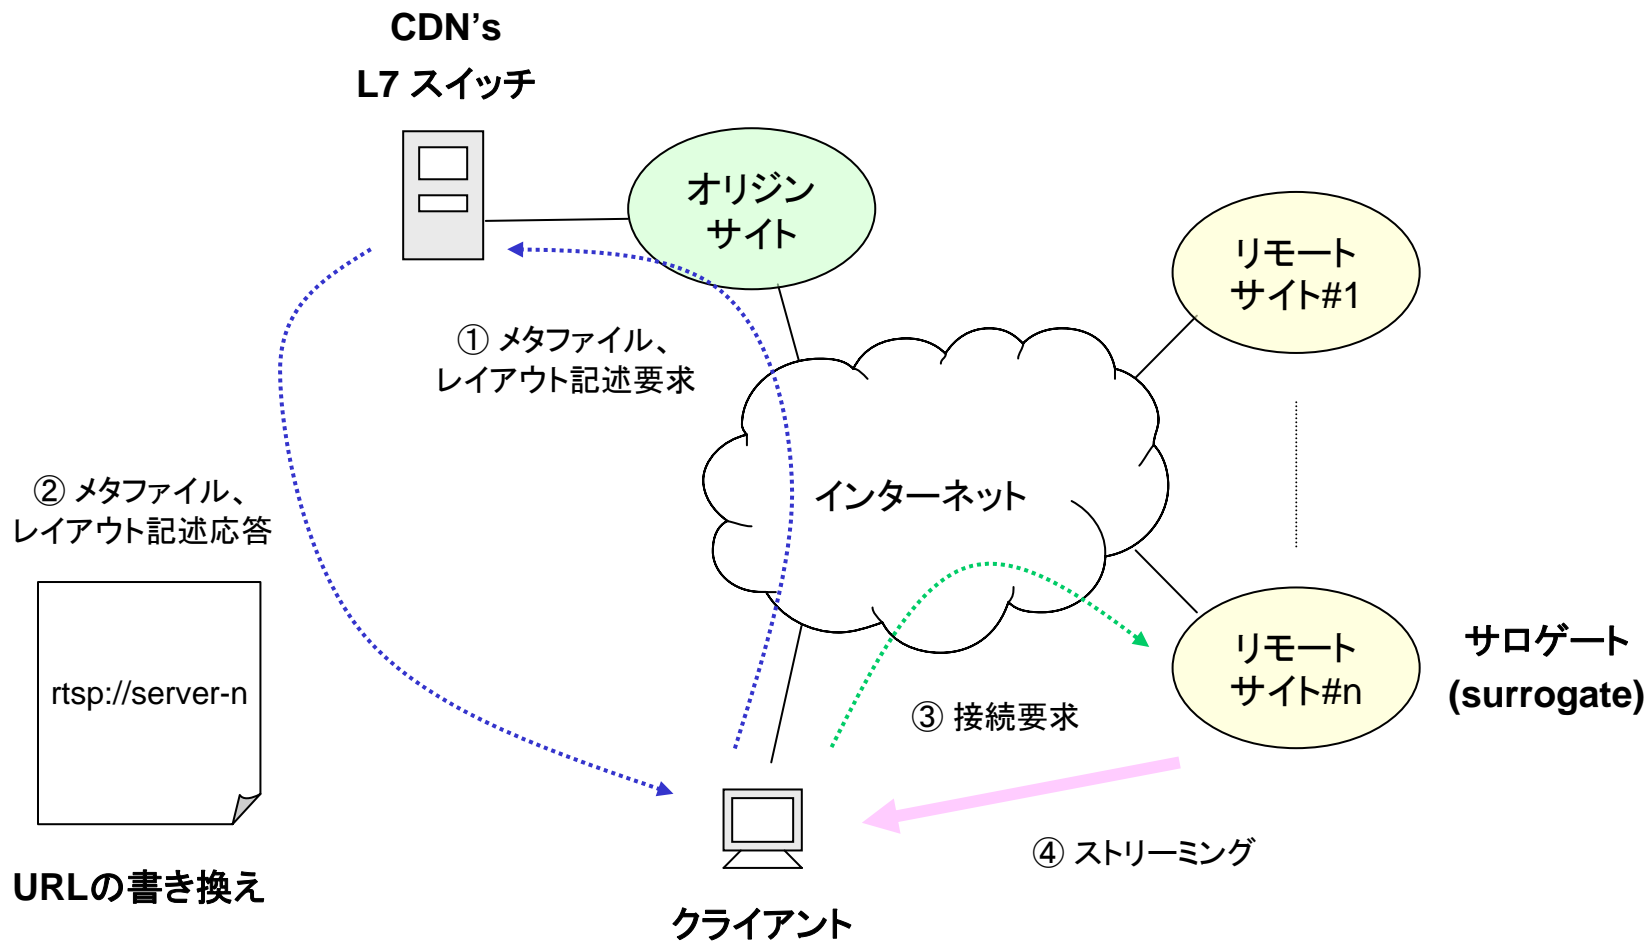 CDN's
L7 スイッチ
オリジン
サイト
リモート
サイト#1
① メタファイル、
レイアウト記述要求
② メタファイル、
レイアウト記述応答
インターネット
rtsp://server-n
リモート
サイト#n
サロゲート
(surrogate)
③ 接続要求
④ ストリーミング
URLの書き換え
クライアント